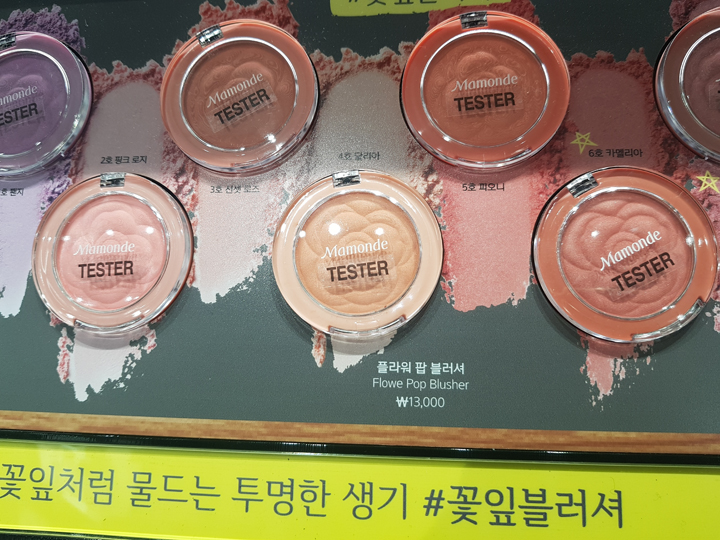 Mamonde
TESTER
Mamonde
TESTER
Mamonde
TESTER
2호 핑크 로지
4호 달리아
6호 카멜리아
3호 선셋 로즈
5호 피오니
Mamonde
TESTER
Mamonde
TESTER
Mamonde
TESTER
플라워 팝 블러셔
Flowe Pop Blusher
₩13,000
꽃잎처럼 물드는 투명한 생기 #꽃잎블러셔